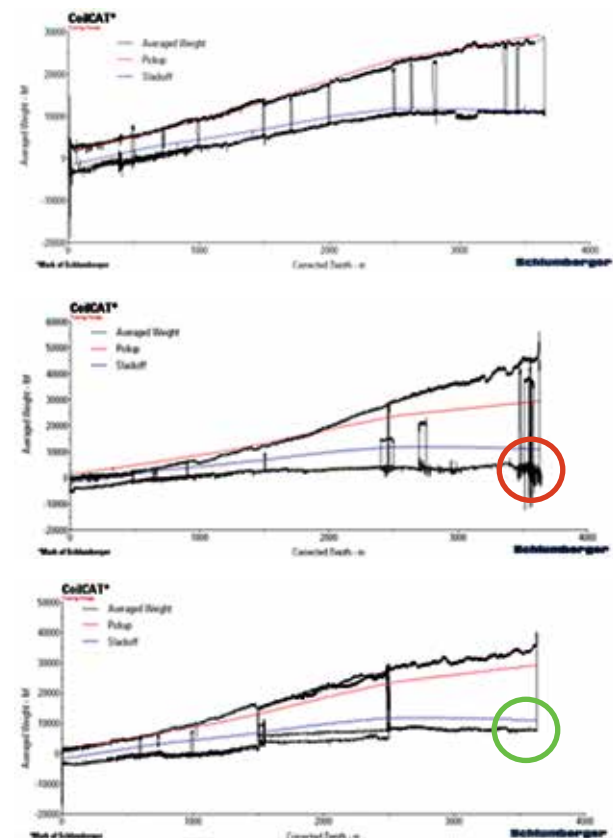 CoilCAT*
Averaged Weight
Pickup
Slackoff
30000
20000
10000
0
-10000
-20000
Averaged Weight - lbf
0 1000 2000 3000 4000
*Mark of Schlumberger
Corrected Depth - m
Schlumberger
CoilCAT*
Averaged Weight
Pickup
Slackoff
60000
50000
40000
30000
20000
10000
0
-10000
-20000
Averaged Weight - lbf
0 1000 2000 3000 4000
*Mark of Schlumberger
Corrected Depth - m
Schlumberger
CoilCAT*
Averaged Weight
Pickup
Slackoff
50000
40000
30000
20000
10000
0
-10000
-20000
Averaged Weight - lbf
0 1000 2000 3000 4000
*Mark of Schlumberger
Corrected Depth - m
Schlumberger